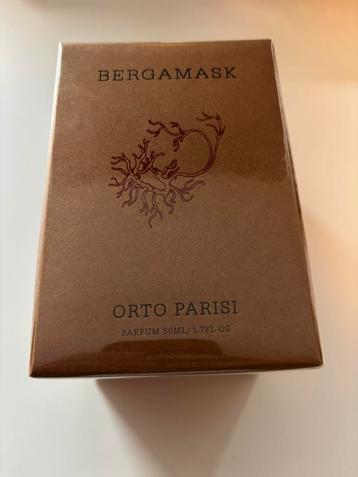 BERGAMASK
ORTO PARISI
PARFUM 50ML/1.7FL OZ